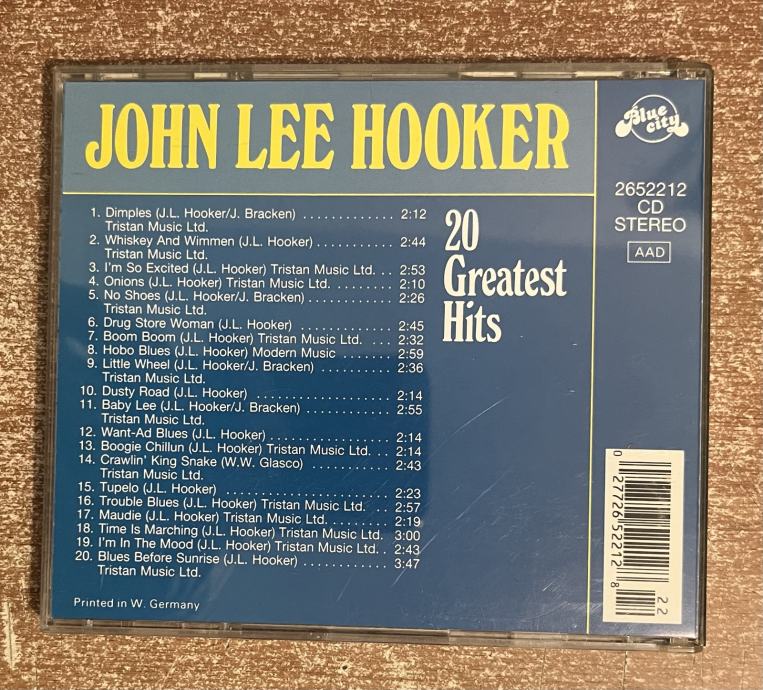 JOHN LEE HOOKER
1. Dimples (J.L. Hooker/J. Bracken) . . . . . . . . . . . . 2:12
Tristan Music Ltd.
2. Whiskey And Wimmen (J.L. Hooker) . . . . . . . . . . . 2:44
Tristan Music Ltd.
3. I'm So Excited (J.L. Hooker) Tristan Music Ltd. . . 2:53
4. Onions (J.L. Hooker) Tristan Music Ltd. . . . . . . . . 2:10
5. No Shoes (J.L. Hooker/J. Bracken) . . . . . . . . . . . 2:26
Tristan Music Ltd.
6. Drug Store Woman (J.L. Hooker) . . . . . . . . . . . . 2:45
7. Boom Boom (J.L. Hooker) Tristan Music Ltd. . . . 2:32
8. Hobo Blues (J.L. Hooker) Modern Music . . . . . . 2:59
9. Little Wheel (J.L. Hooker/J. Bracken) . . . . . . . . . 2:36
Tristan Music Ltd.
10. Dusty Road (J.L. Hooker) . . . . . . . . . . . . . . . . . 2:14
11. Baby Lee (J.L. Hooker/J. Bracken) . . . . . . . . . . 2:55
Tristan Music Ltd.
12. Want-Ad Blues (J.L. Hooker) . . . . . . . . . . . . . . 2:14
13. Boogie Chillun (J.L. Hooker) Tristan Music Ltd. . . 2:14
14. Crawlin' King Snake (W.W. Glasco) . . . . . . . . . 2:43
Tristan Music Ltd.
15. Tupelo (J.L. Hooker) . . . . . . . . . . . . . . . . . . . . 2:23
16. Trouble Blues (J.L. Hooker) Tristan Music Ltd. . . 2:57
17. Maudie (J.L. Hooker) Tristan Music Ltd. . . . . . . . 2:19
18. Time Is Marching (J.L. Hooker) Tristan Music Ltd. 3:00
19. I'm In The Mood (J.L. Hooker) Tristan Music Ltd. . 2:43
20. Blues Before Sunrise (J.L. Hooker) . . . . . . . . . . 3:47
Tristan Music Ltd.
Printed in W. Germany
20
Greatest
Hits
Blue
city
2652212
CD
STEREO
AAD
0 27726 52212 8
22